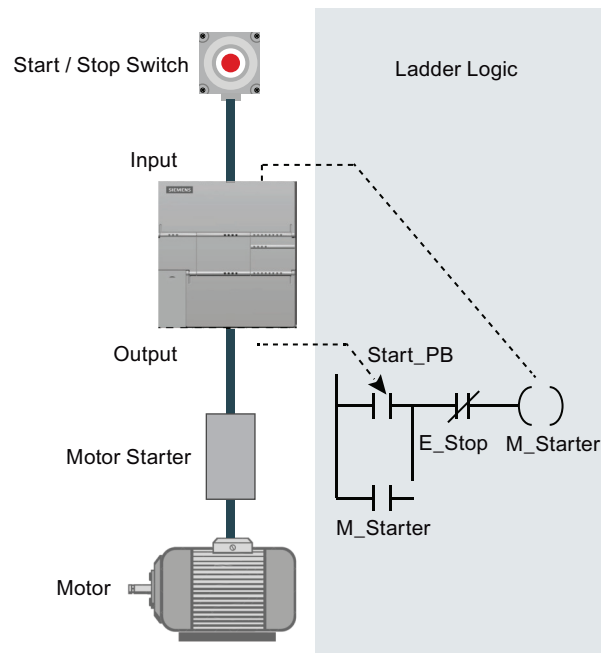 Start / Stop Switch
Ladder Logic
Input
SIEMENS
Output
Start_PB
E_Stop
M_Starter
Motor Starter
M_Starter
Motor